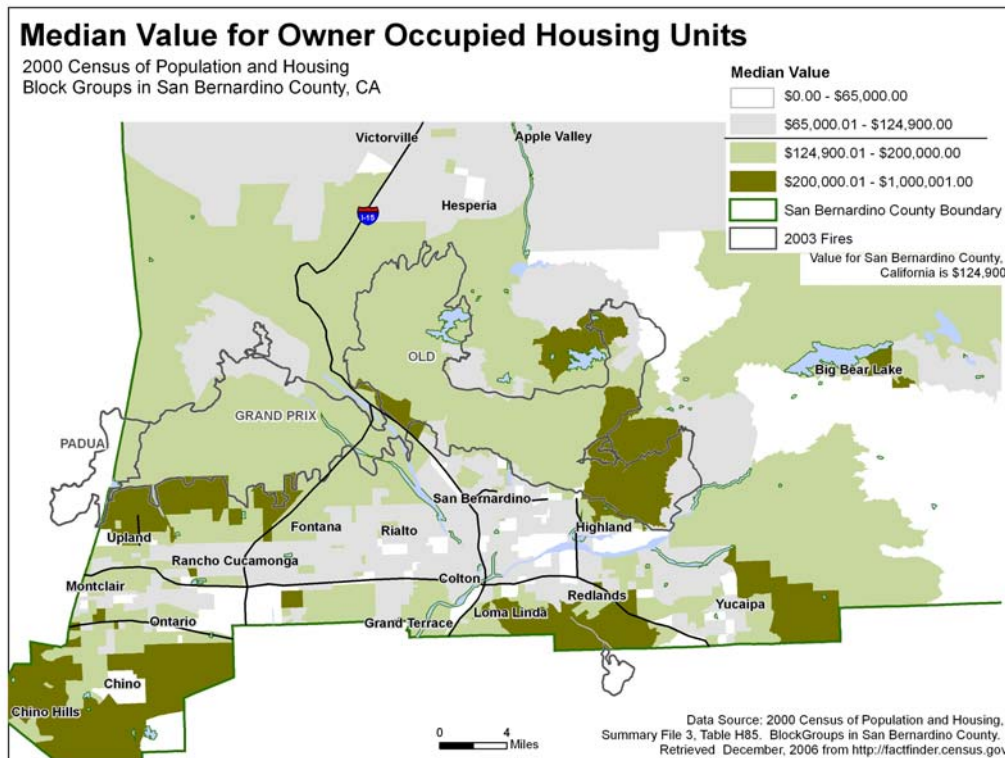 Median Value for Owner Occupied Housing Units
2000 Census of Population and Housing
Block Groups in San Bernardino County, CA
Median Value
$0.00 - $65,000.00
$65,000.01 - $124,900.00
$124,900.01 - $200,000.00
$200,000.01 - $1,000,001.00
San Bernardino County Boundary
2003 Fires
Value for San Bernardino County,
California is $124,900
Victorville
Apple Valley
I-15
Hesperia
OLD
Big Bear Lake
GRAND PRIX
PADUA
San Bernardino
Upland
Fontana
Rialto
Highland
Rancho Cucamonga
Montclair
Colton
Redlands
Yucaipa
Loma Linda
Ontario
Grand Terrace
Chino
Chino Hills
0 4
Miles
Data Source: 2000 Census of Population and Housing,
Summary File 3, Table H85. BlockGroups in San Bernardino County.
Retrieved December, 2006 from http://factfinder.census.gov